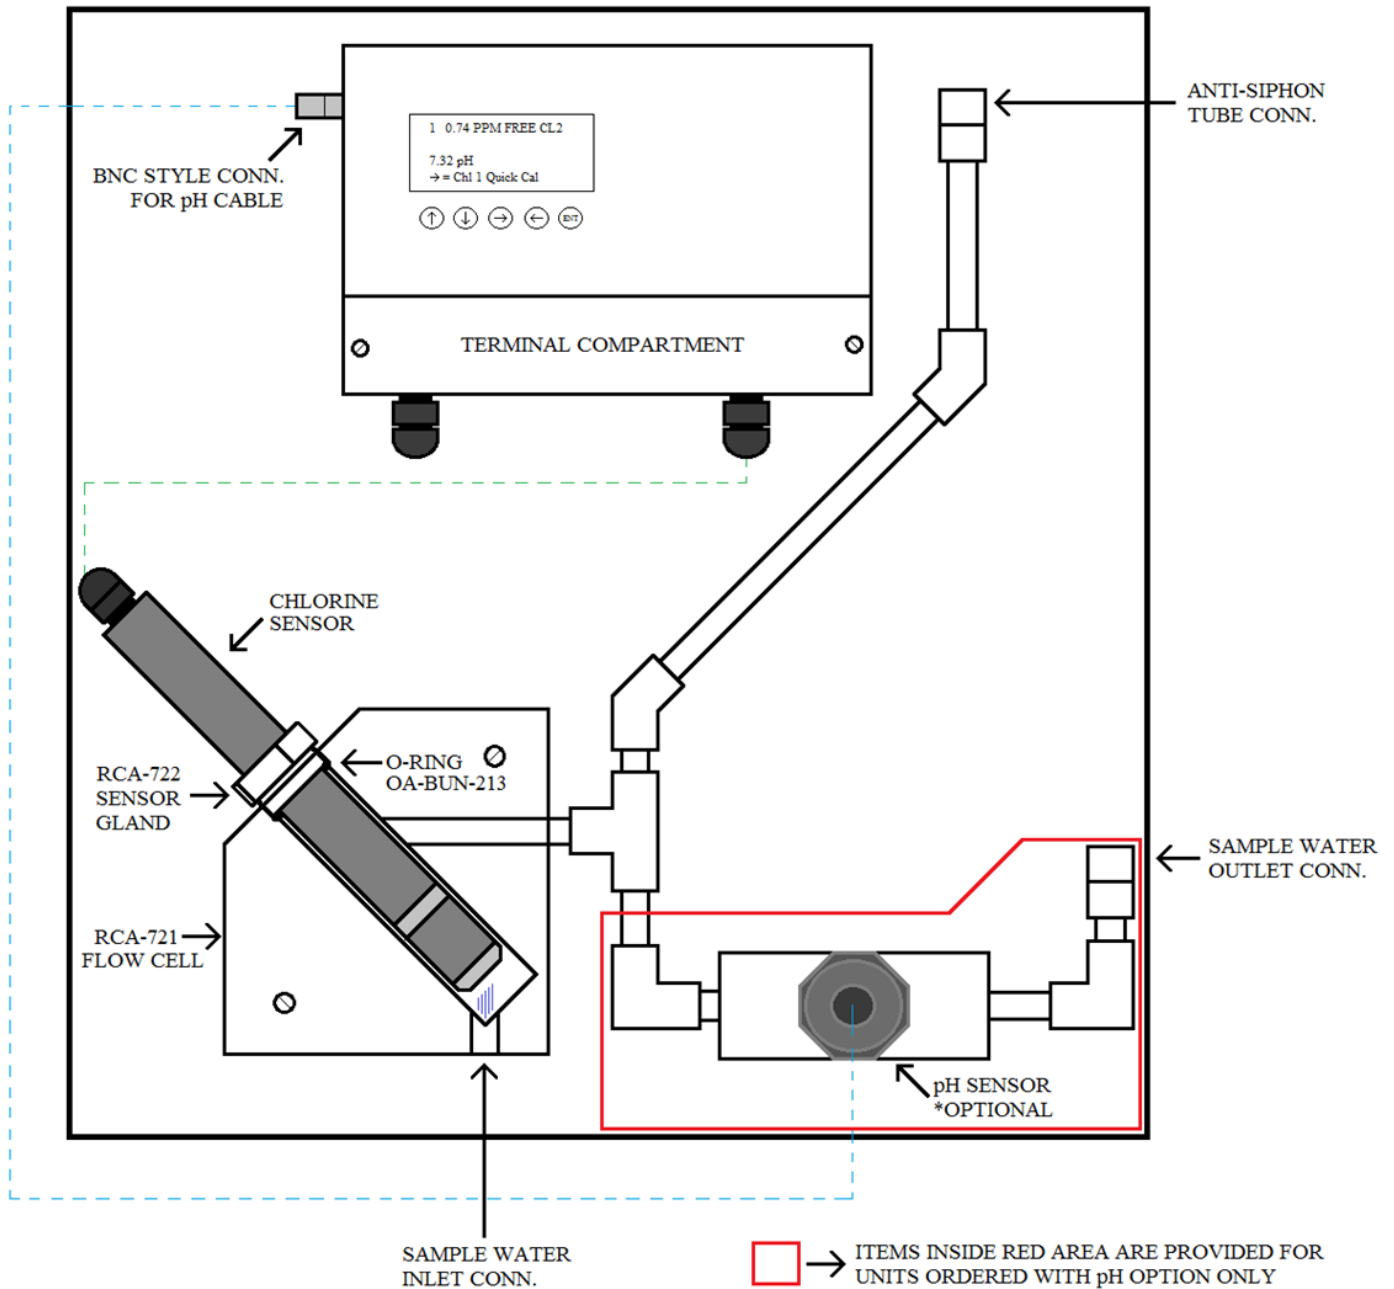 ANTI-SIPHON
TUBE CONN.
1 0.74 PPM FREE CL2
7.32 pH
→ = Chl 1 Quick Cal
BNC STYLE CONN.
FOR pH CABLE
↑ ↓ → ← ENT
TERMINAL COMPARTMENT
CHLORINE
SENSOR
O-RING
OA-BUN-213
RCA-722
SENSOR
GLAND
SAMPLE WATER
OUTLET CONN.
RCA-721
FLOW CELL
pH SENSOR
*OPTIONAL
SAMPLE WATER
INLET CONN.
ITEMS INSIDE RED AREA ARE PROVIDED FOR
UNITS ORDERED WITH pH OPTION ONLY